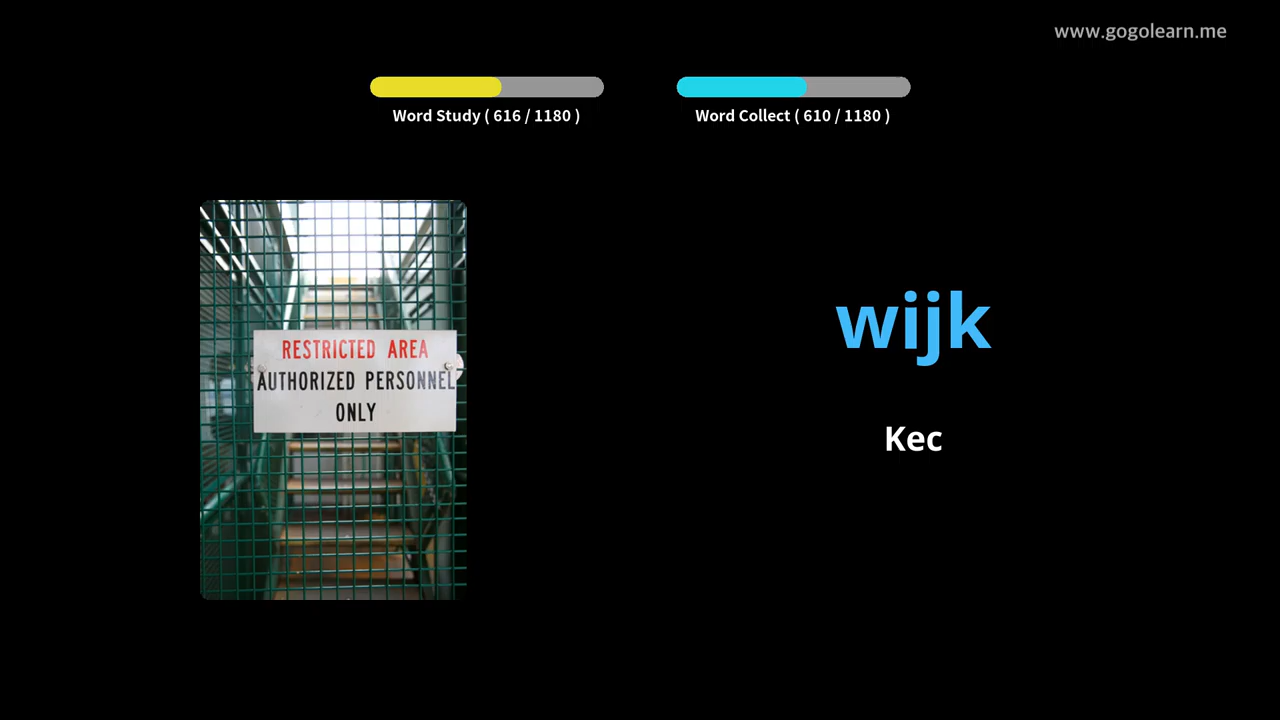 www.gogolearn.me
Word Study ( 616 / 1180 )
Word Collect ( 610 / 1180 )
RESTRICTED AREA
AUTHORIZED PERSONNEL
ONLY
wijk
Kec